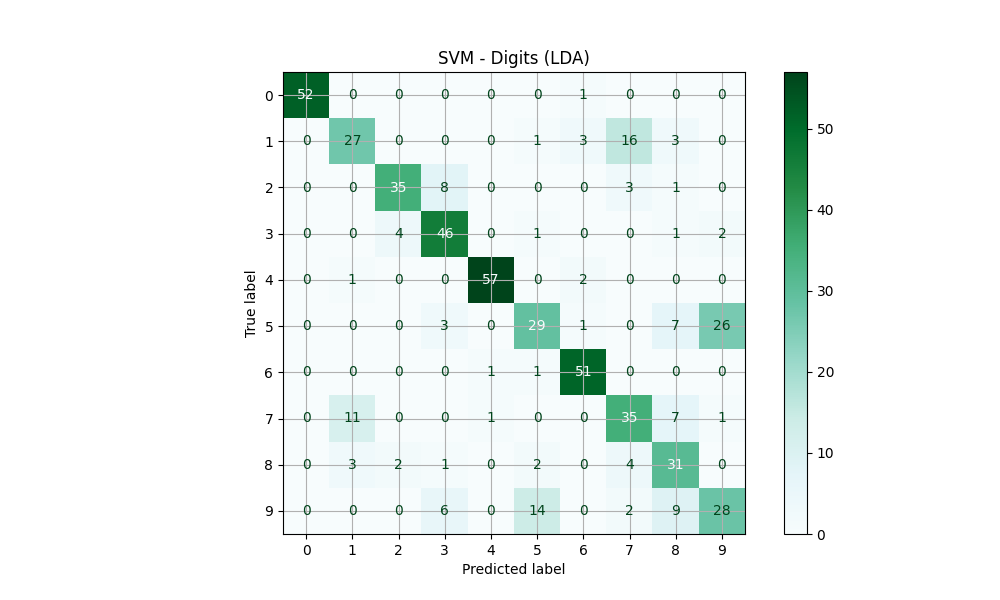 SVM - Digits (LDA)
0 52 0 0 0 0 0 1 0 0 0
1 0 27 0 0 0 1 3 16 3 0
2 0 0 35 8 0 0 0 3 1 0
3 0 0 4 46 0 1 0 0 1 2
4 0 1 0 0 57 0 2 0 0 0
5 0 0 0 3 0 29 1 0 7 26
6 0 0 0 0 1 1 51 0 0 0
7 0 11 0 0 1 0 0 35 7 1
8 0 3 2 1 0 2 0 4 31 0
9 0 0 0 6 0 14 0 2 9 28
0 1 2 3 4 5 6 7 8 9
Predicted label
True label
50
40
30
20
10
0